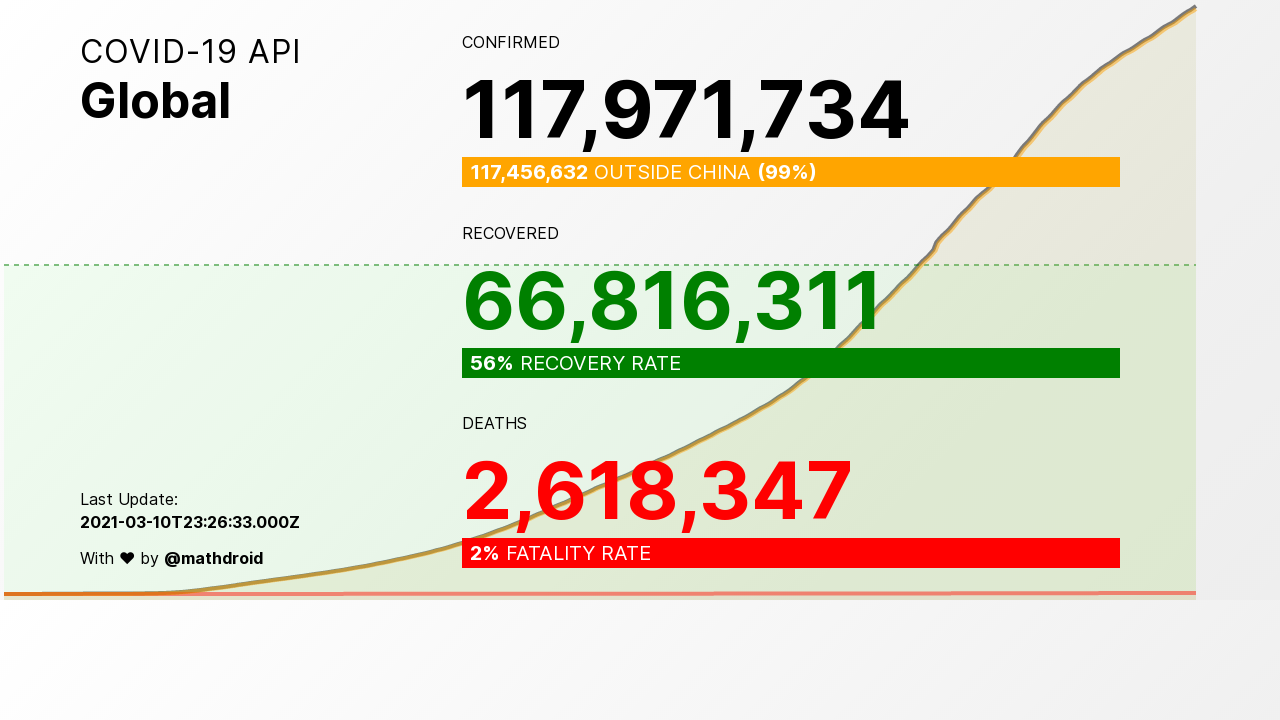 COVID-19 API
Global
CONFIRMED
117,971,734
117,456,632 OUTSIDE CHINA (99%)
RECOVERED
66,816,311
56% RECOVERY RATE
DEATHS
2,618,347
2% FATALITY RATE
Last Update:
2021-03-10T23:26:33.000Z
With ♥ by @mathdroid